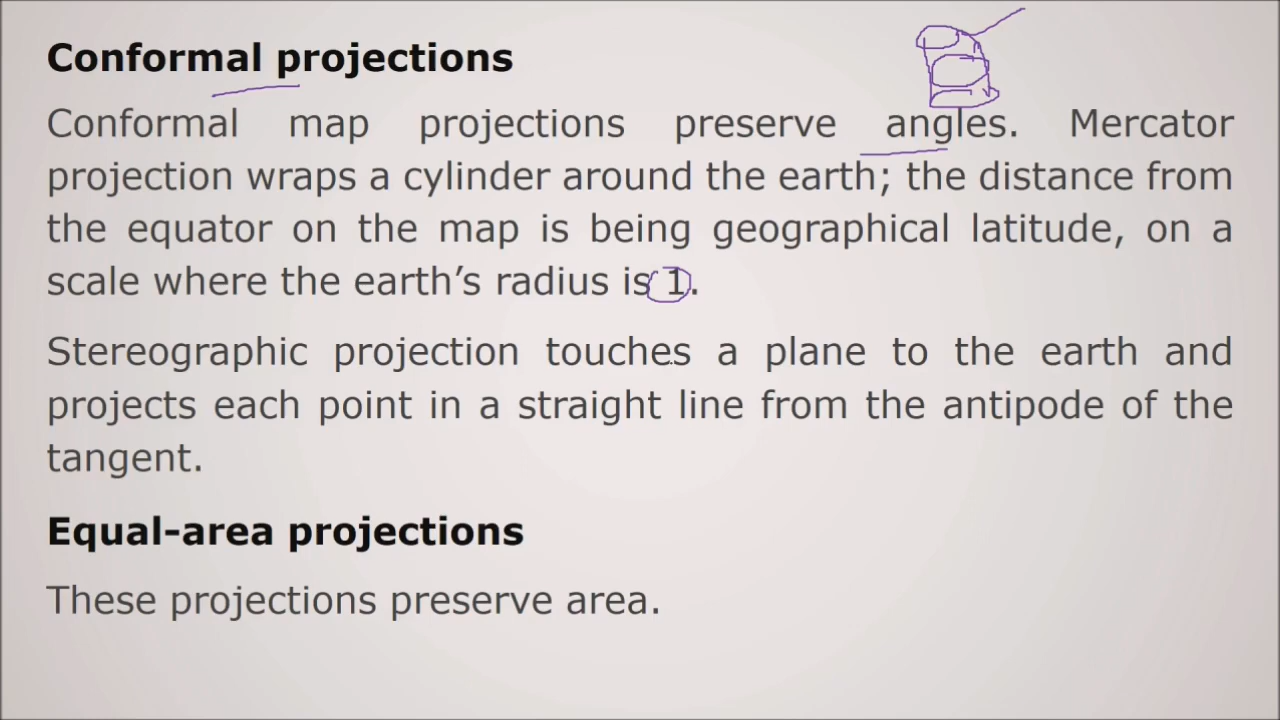 Conformal projections
Conformal map projections preserve angles. Mercator
projection wraps a cylinder around the earth; the distance from
the equator on the map is being geographical latitude, on a
scale where the earth’s radius is 1.
Stereographic projection touches a plane to the earth and
projects each point in a straight line from the antipode of the
tangent.
Equal-area projections
These projections preserve area.